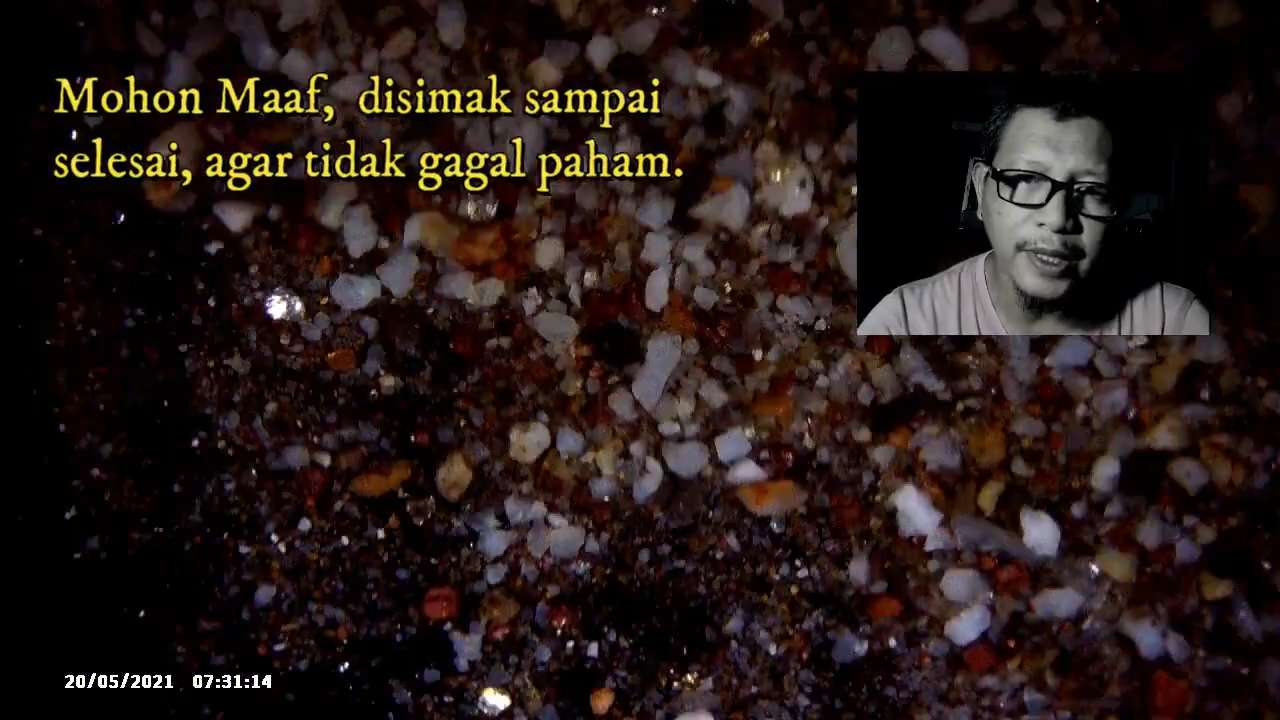 Mohon Maaf, disimak sampai
selesai, agar tidak gagal paham.
20/05/2021 07:31:14